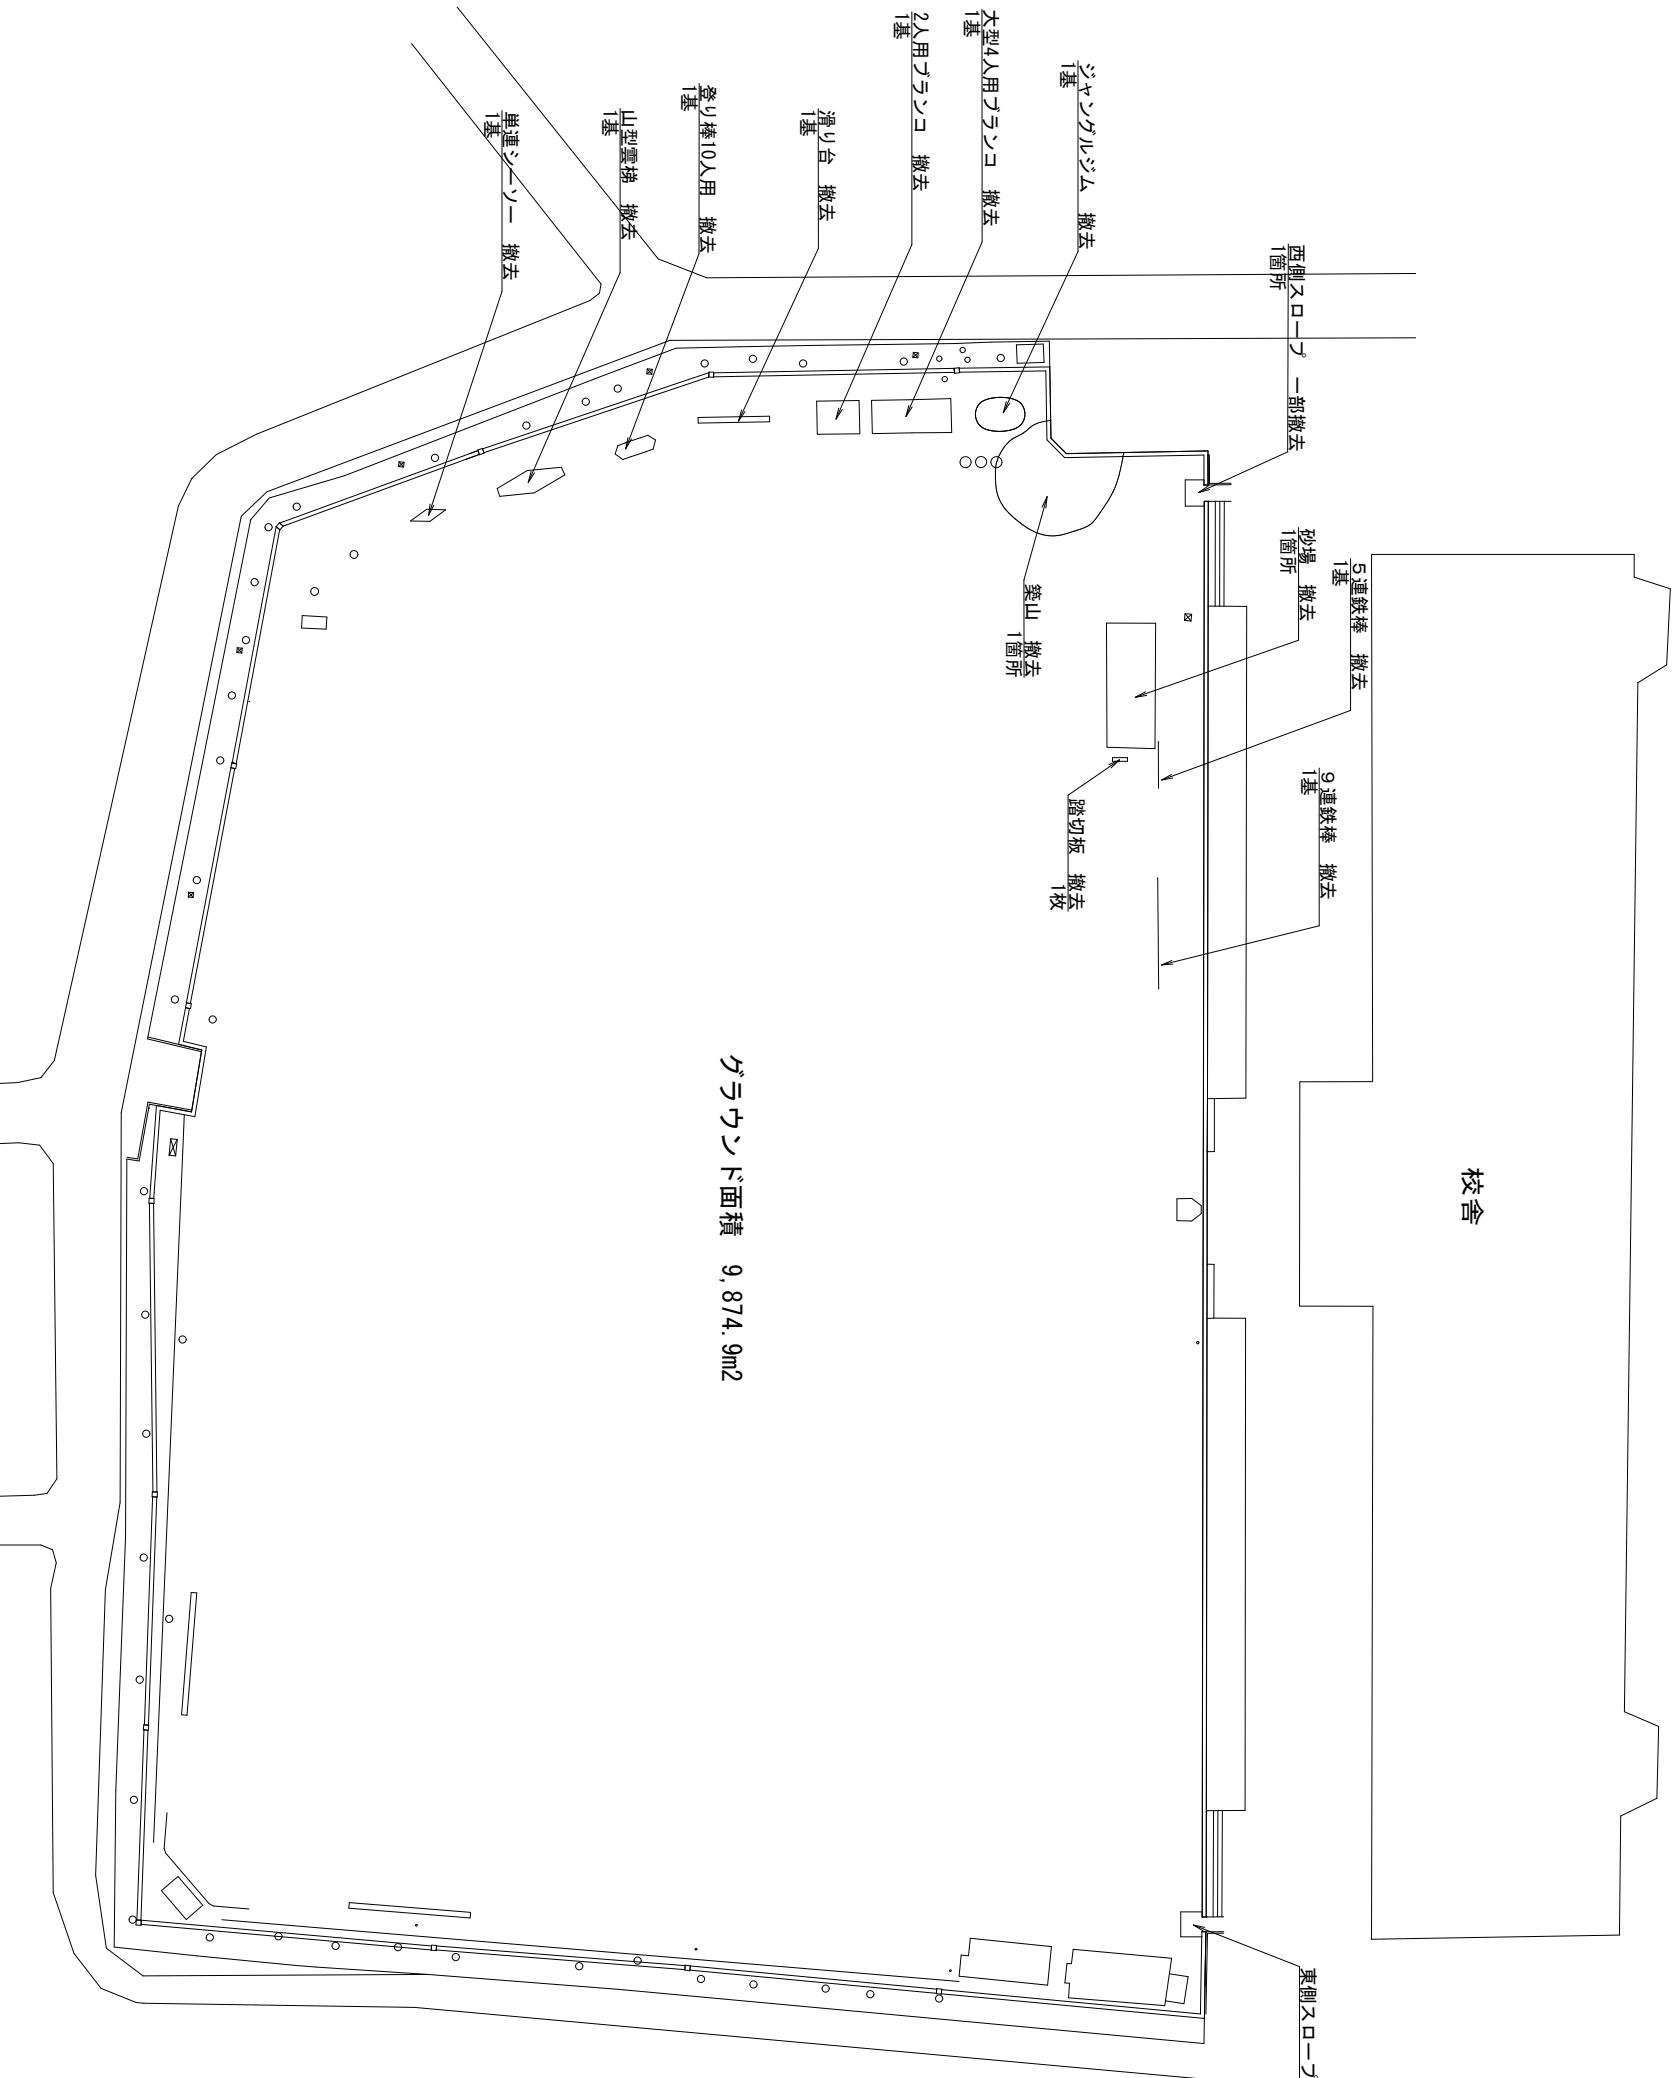 校舎
西側スロープ 一部撤去
1箇所
砂場 撤去
1箇所
5連鉄棒 撤去
1基
9連鉄棒 撤去
1基
東側スロープ
ジャングルジム 撤去
1基
大型4人用ブランコ 撤去
1基
2人用ブランコ 撤去
1基
滑り台 撤去
1基
登り棒10人用 撤去
1基
山型雲梯 撤去
1基
単連シーソー 撤去
1基
築山 撤去
1箇所
踏切板 撤去
1枚
グラウンド面積 9,874.9m2